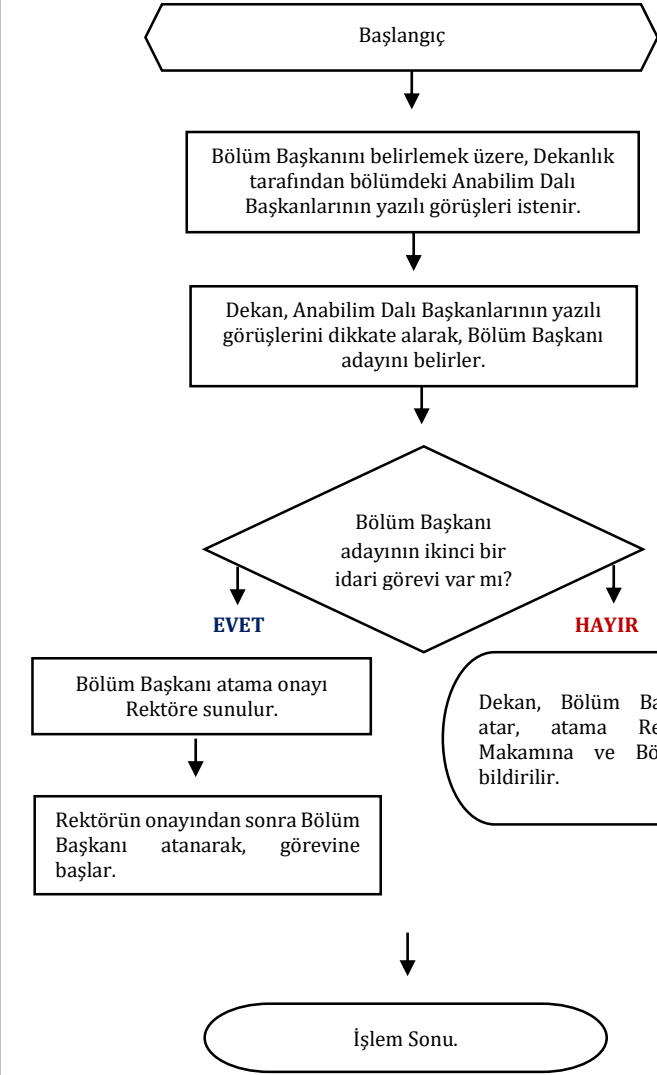 Başlangıç
Bölüm Başkanını belirlemek üzere, Dekanlık
tarafından bölümdeki Anabilim Dalı
Başkanlarının yazılı görüşleri istenir.
Dekan, Anabilim Dalı Başkanlarının yazılı
görüşlerini dikkate alarak, Bölüm Başkanı
adayını belirler.
Bölüm Başkanı
adayının ikinci bir
idari görevi var mı?
EVET
HAYIR
Bölüm Başkanı atama onayı
Rektöre sunulur.
Rektörün onayından sonra Bölüm
Başkanı atanarak, görevine
başlar.
Dekan, Bölüm
atar, atama
Makamına ve
bildirilir.
İşlem Sonu.